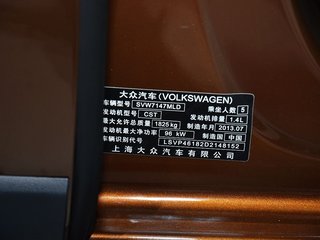 大众汽车(VOLKSWAGEN)
车辆型号 SVW7147MLD 乘坐人数 5
发动机型号 CST 发动机排量 1.4L
最大允许总质量 1825kg 制造年月 2013.07
发动机最大净功率 96 kW 制造国 中国
车辆识别代号 LSVP46182D2148152
上海大众汽车有限公司